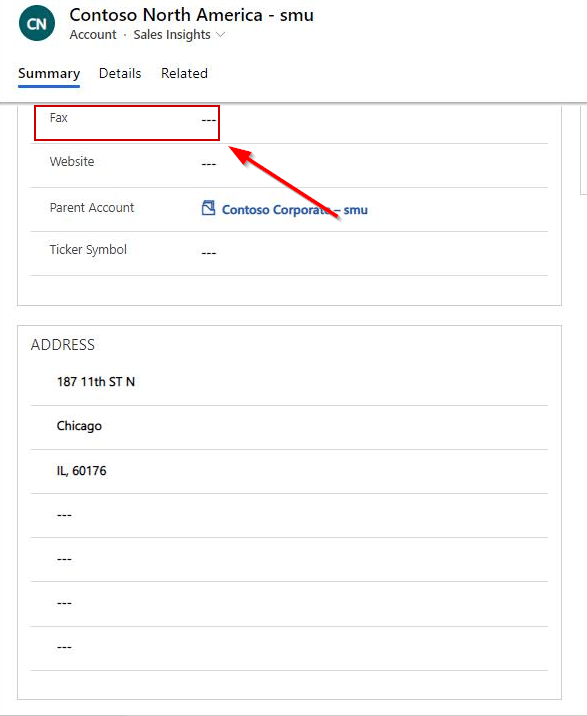 CN
Contoso North America - smu
Account · Sales Insights
Summary Details Related
Fax ---
Website ---
Parent Account Contoso Corporate – smu
Ticker Symbol ---
ADDRESS
187 11th ST N
Chicago
IL, 60176
---
---
---
---